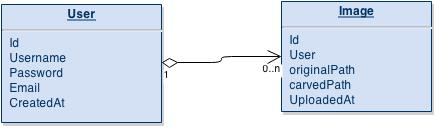 User
Id
Username
Password
Email
CreatedAt
1
0..n
Image
Id
User
originalPath
carvedPath
UploadedAt